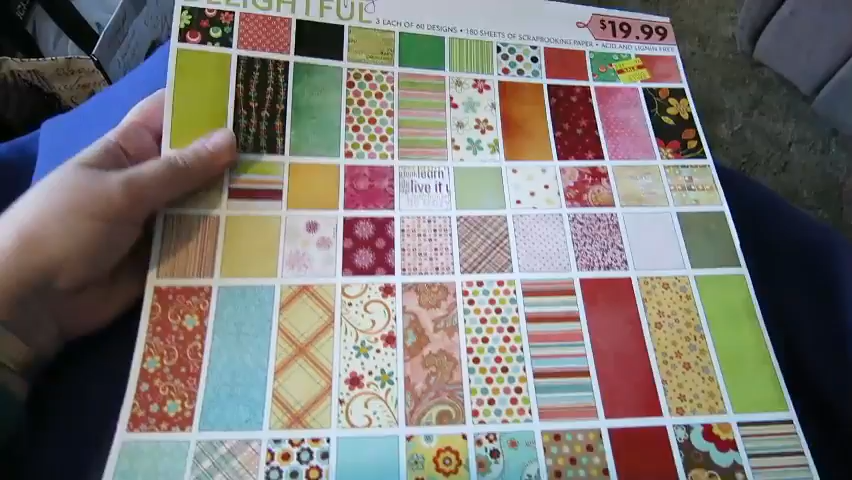 DELIGHTFUL
3 EACH OF 60 DESIGNS • 180 SHEETS OF SCRAPBOOKING PAPER • ACID AND LIGNIN FREE
$19.99
learn
live it